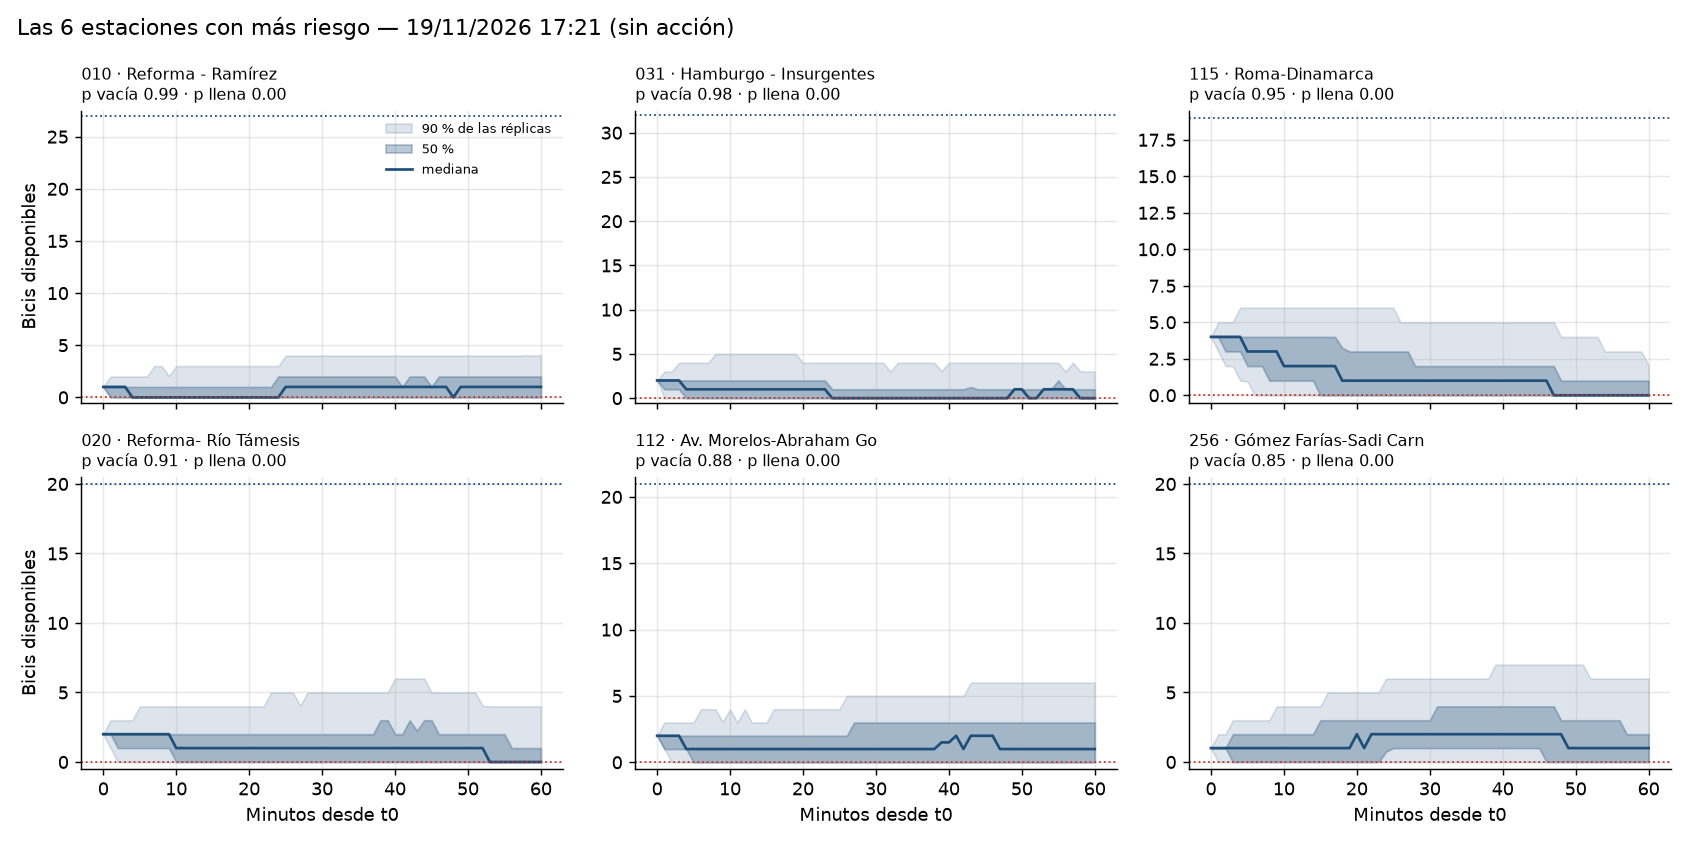 Las 6 estaciones con más riesgo — 19/11/2026 17:21 (sin acción)
010 · Reforma - Ramírez
p vacía 0.99 · p llena 0.00
031 · Hamburgo - Insurgentes
p vacía 0.98 · p llena 0.00
115 · Roma-Dinamarca
p vacía 0.95 · p llena 0.00
90 % de las réplicas
50 %
mediana
Bicis disponibles
25
20
15
10
5
0
30
25
20
15
10
5
0
17.5
15.0
12.5
10.0
7.5
5.0
2.5
0.0
020 · Reforma- Río Támesis
p vacía 0.91 · p llena 0.00
112 · Av. Morelos-Abraham Go
p vacía 0.88 · p llena 0.00
256 · Gómez Farías-Sadi Carn
p vacía 0.85 · p llena 0.00
Bicis disponibles
20
15
10
5
0
20
15
10
5
0
20
15
10
5
0
0 10 20 30 40 50 60
0 10 20 30 40 50 60
0 10 20 30 40 50 60
Minutos desde t0
Minutos desde t0
Minutos desde t0